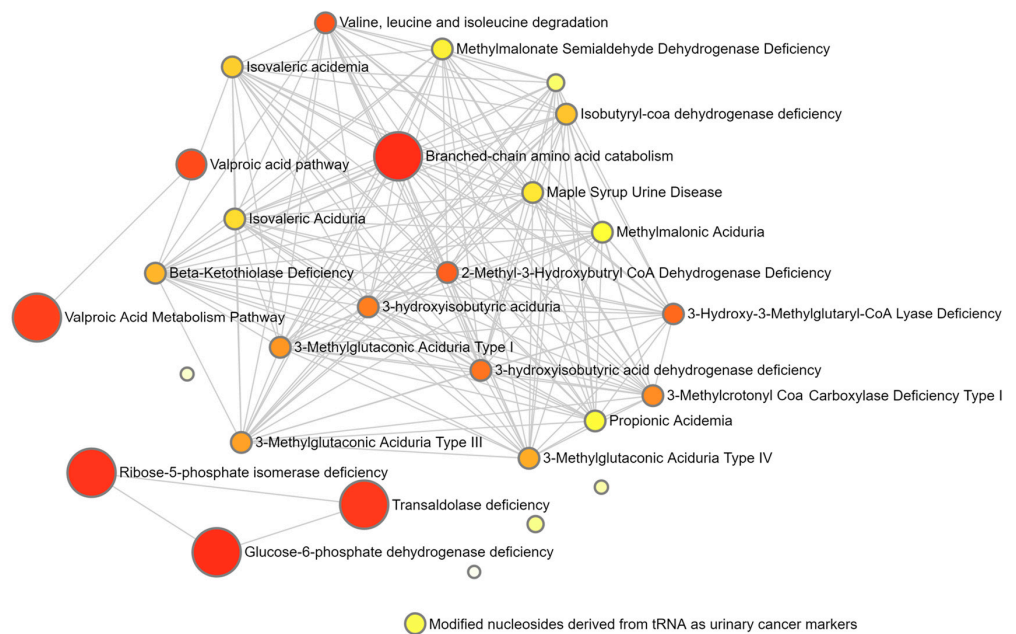 Valine, leucine and isoleucine degradation
Methylmalonate Semialdehyde Dehydrogenase Deficiency
Isovaleric acidemia
Isobutyryl-coa dehydrogenase deficiency
Branched-chain amino acid catabolism
Valproic acid pathway
Maple Syrup Urine Disease
Isovaleric Aciduria
Methylmalonic Aciduria
Beta-Ketothiolase Deficiency
2-Methyl-3-Hydroxybutryl CoA Dehydrogenase Deficiency
3-hydroxyisobutyric aciduria
Valproic Acid Metabolism Pathway
3-Hydroxy-3-Methylglutaryl-CoA Lyase Deficiency
3-Methylglutaconic Aciduria Type I
3-hydroxyisobutyric acid dehydrogenase deficiency
3-Methylcrotonyl Coa Carboxylase Deficiency Type I
Propionic Acidemia
3-Methylglutaconic Aciduria Type III
3-Methylglutaconic Aciduria Type IV
Ribose-5-phosphate isomerase deficiency
Transaldolase deficiency
Glucose-6-phosphate dehydrogenase deficiency
Modified nucleosides derived from tRNA as urinary cancer markers